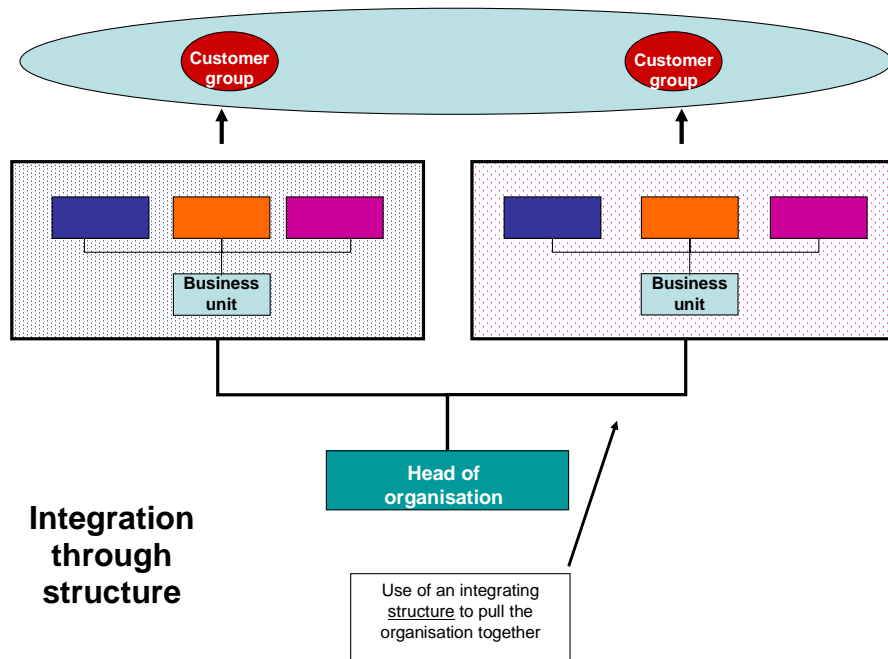 Customer
group
Customer
group
Business
unit
Business
unit
Head of
organisation
Integration
through
structure
Use of an integrating
structure to pull the
organisation together